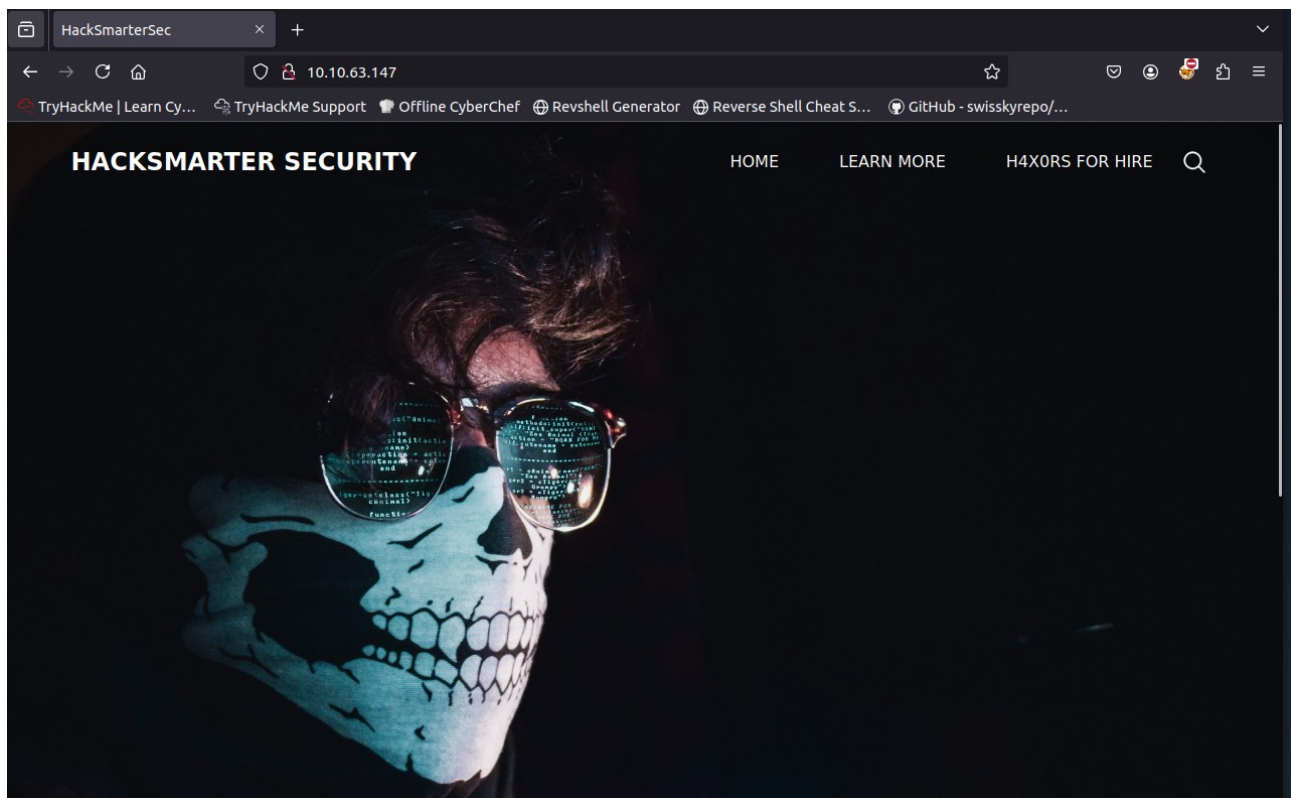 HackSmarterSec
10.10.63.147
TryHackMe | Learn Cy… TryHackMe Support Offline CyberChef Revshell Generator Reverse Shell Cheat S… GitHub - swisskyrepo/…
HACKSMARTER SECURITY HOME LEARN MORE H4X0RS FOR HIRE